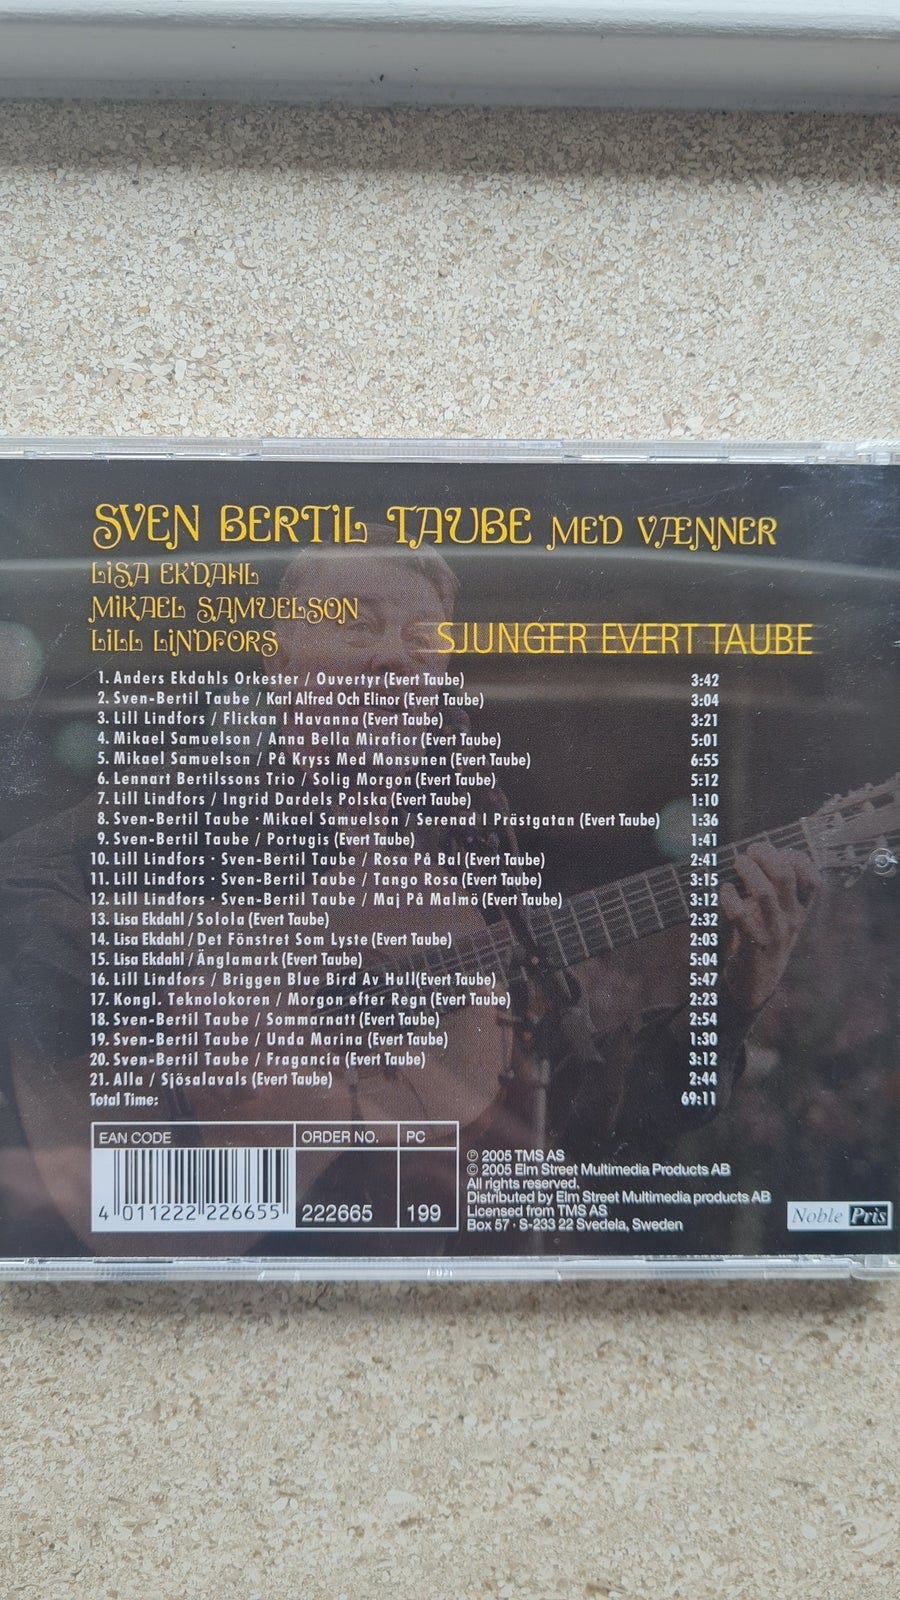 SVEN BERTIL TAUBE MED VÆNNER
LISA EKDAHL
MIKAEL SAMUELSON
LILL LINDFORS
SJUNGER EVERT TAUBE
1. Anders Ekdahls Orkester / Ouvertyr (Evert Taube) 3:42
2. Sven-Bertil Taube / Karl Alfred Och Elinor (Evert Taube) 3:04
3. Lill Lindfors / Flickan I Havanna (Evert Taube) 3:21
4. Mikael Samuelson / Anna Bella Mirafior (Evert Taube) 5:01
5. Mikael Samuelson / På Kryss Med Monsunen (Evert Taube) 6:55
6. Lennart Bertilssons Trio / Solig Morgon (Evert Taube) 5:12
7. Lill Lindfors / Ingrid Dardels Polska (Evert Taube) 1:10
8. Sven-Bertil Taube · Mikael Samuelson / Serenad I Prästgatan (Evert Taube) 1:36
9. Sven-Bertil Taube / Portugis (Evert Taube) 1:41
10. Lill Lindfors · Sven-Bertil Taube / Rosa På Bal (Evert Taube) 2:41
11. Lill Lindfors · Sven-Bertil Taube / Tango Rosa (Evert Taube) 3:15
12. Lill Lindfors · Sven-Bertil Taube / Maj På Malmö (Evert Taube) 3:12
13. Lisa Ekdahl / Solola (Evert Taube) 2:32
14. Lisa Ekdahl / Det Fönstret Som Lyste (Evert Taube) 2:03
15. Lisa Ekdahl / Änglamark (Evert Taube) 5:04
16. Lill Lindfors / Briggen Blue Bird Av Hull(Evert Taube) 5:47
17. Kongl. Teknolokoren / Morgon efter Regn (Evert Taube) 2:23
18. Sven-Bertil Taube / Sommarnatt (Evert Taube) 2:54
19. Sven-Bertil Taube / Unda Marina (Evert Taube) 1:30
20. Sven-Bertil Taube / Fragancía (Evert Taube) 3:12
21. Alla / Sjösalavals (Evert Taube) 2:44
Total Time: 69:11
EAN CODE ORDER NO. PC
4 011222 226655 222665 199
℗ 2005 TMS AS
© 2005 Elm Street Multimedia Products AB
All rights reserved.
Distributed by Elm Street Multimedia products AB
Licensed from TMS AS
Box 57 · S-233 22 Svedela, Sweden
Noble Pris